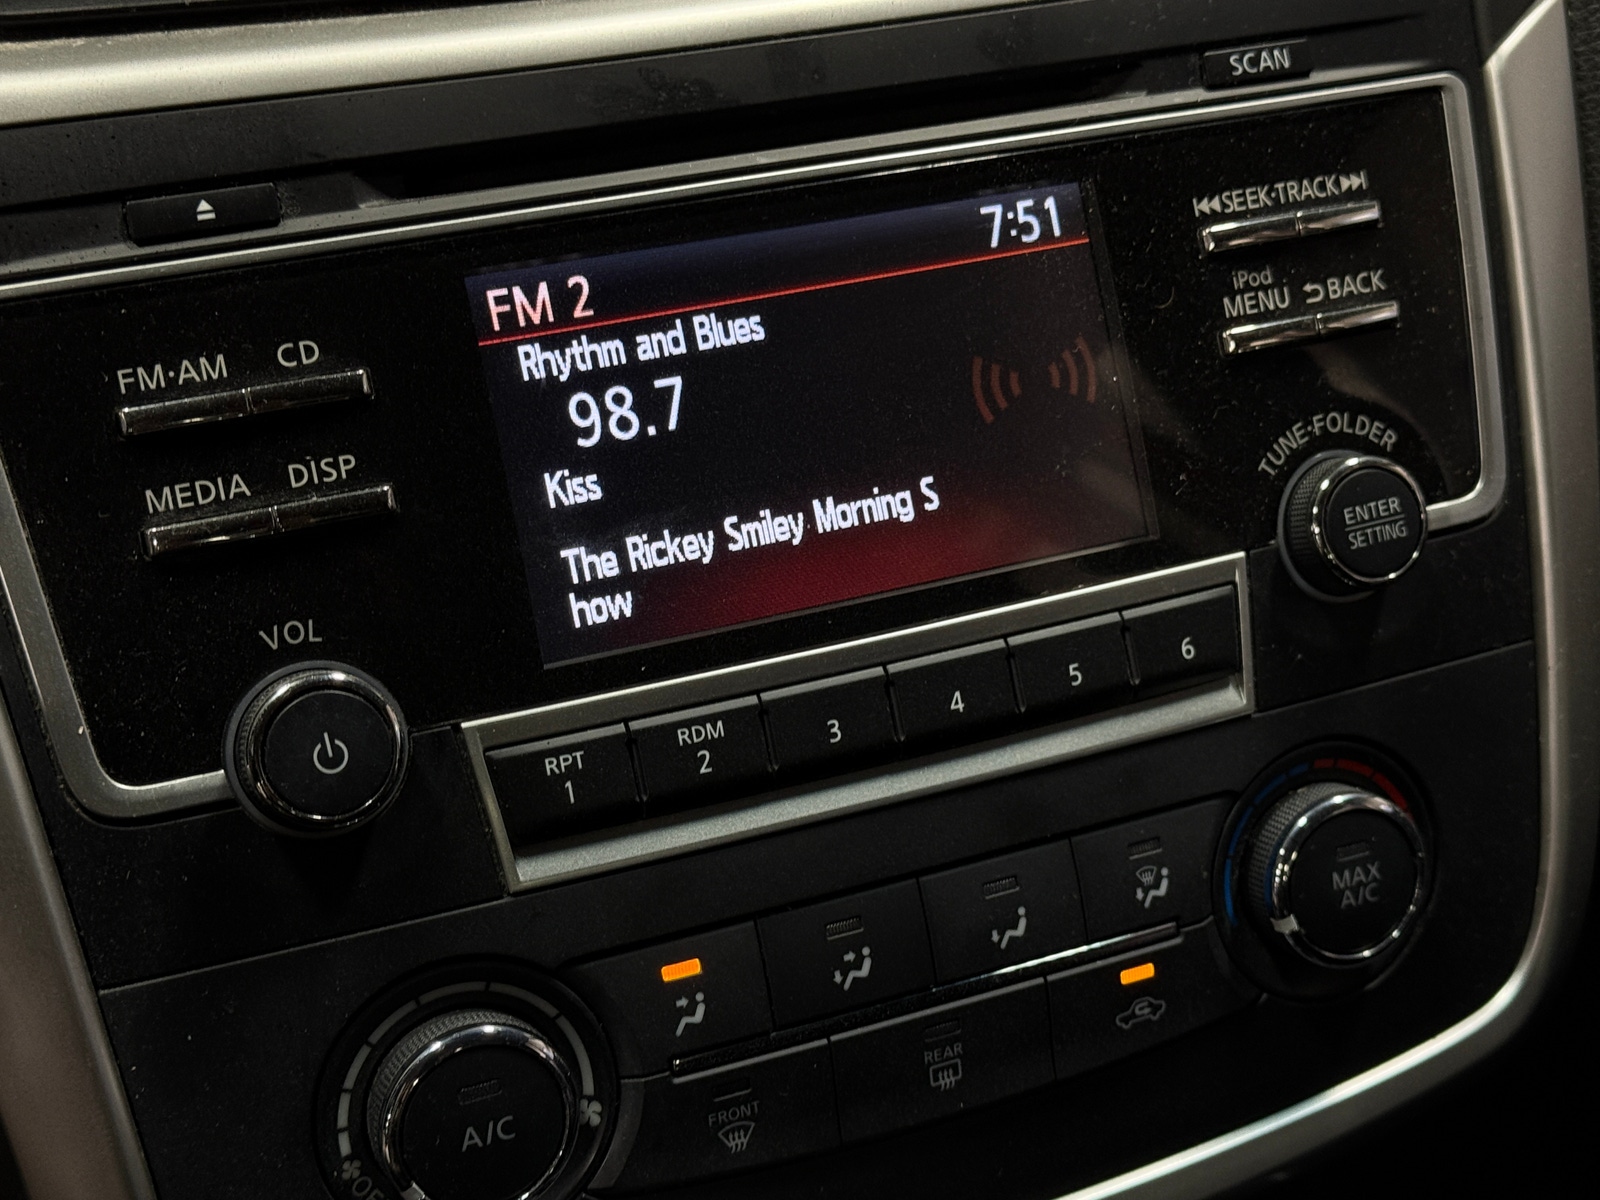 SCAN
SEEK·TRACK
7:51
FM 2
iPod
MENU
BACK
Rhythm and Blues
FM·AM
CD
98.7
TUNE·FOLDER
MEDIA
DISP
Kiss
ENTER
SETTING
The Rickey Smiley Morning S
how
VOL
6
5
4
3
RDM
2
RPT
1
MAX
A/C
REAR
FRONT
A/C